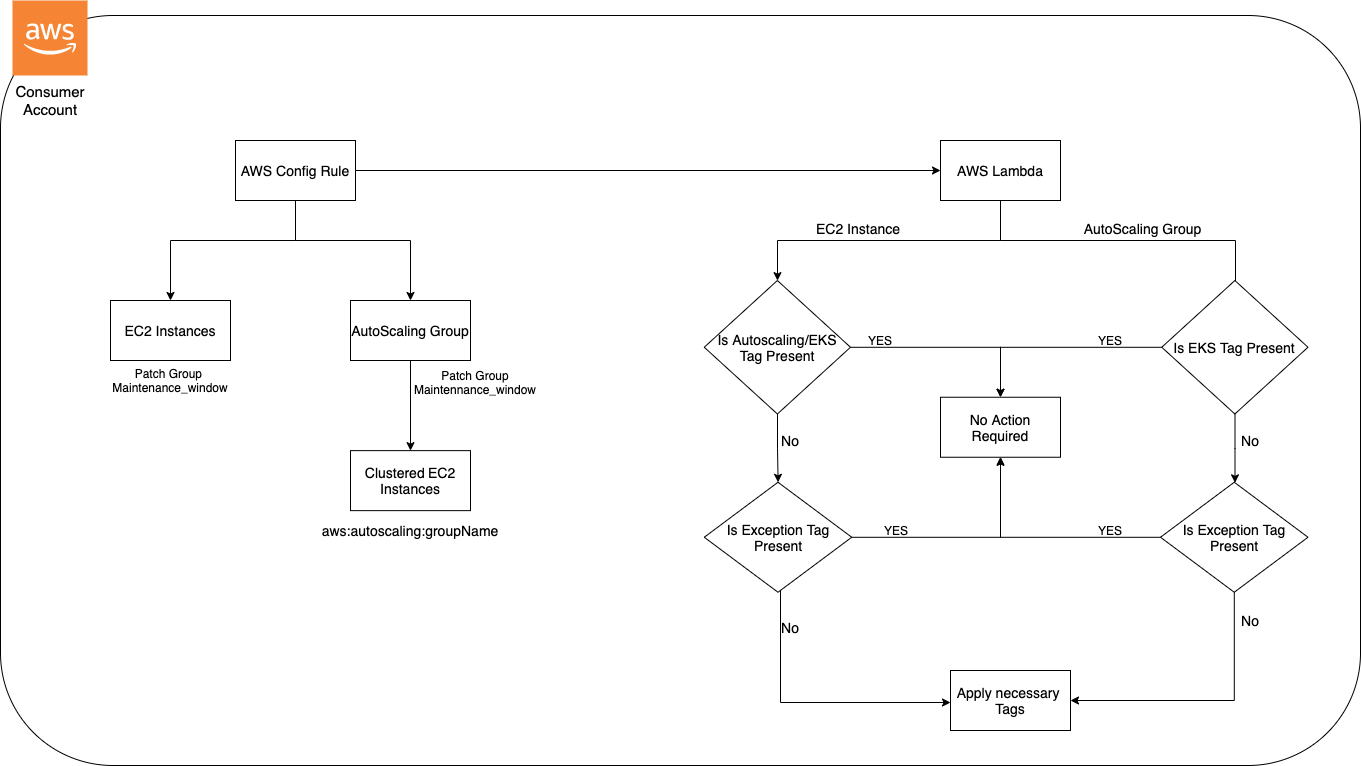 aws
Consumer
Account
AWS Config Rule
AWS Lambda
EC2 Instance
AutoScaling Group
EC2 Instances
Patch Group
Maintenance_window
AutoScaling Group
Patch Group
Maintennance_window
Clustered EC2
Instances
aws:autoscaling:groupName
Is Autoscaling/EKS
Tag Present
YES
YES
Is EKS Tag Present
No Action
Required
No
No
Is Exception Tag
Present
YES
YES
Is Exception Tag
Present
No
No
Apply necessary
Tags